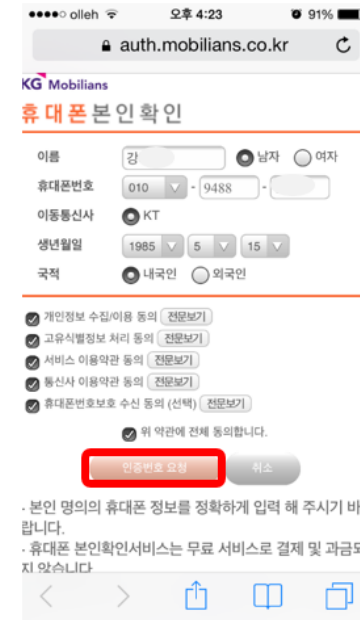 olleh 오후 4:23 91%
auth.mobilians.co.kr
KG Mobilians
휴대폰본인확인
이름 강 남자 여자
휴대폰번호 010 - 9488 -
이동통신사 KT
생년월일 1985 5 15
국적 내국인 외국인
개인정보 수집/이용 동의 전문보기
고유식별정보 처리 동의 전문보기
서비스 이용약관 동의 전문보기
통신사 이용약관 동의 전문보기
휴대폰번호보호 수신 동의 (선택) 전문보기
위 약관에 전체 동의합니다.
인증번호 요청 취소
· 본인 명의의 휴대폰 정보를 정확하게 입력 해 주시기 바
랍니다.
· 휴대폰 본인확인서비스는 무료 서비스로 결제 및 과금되
지 않습니다